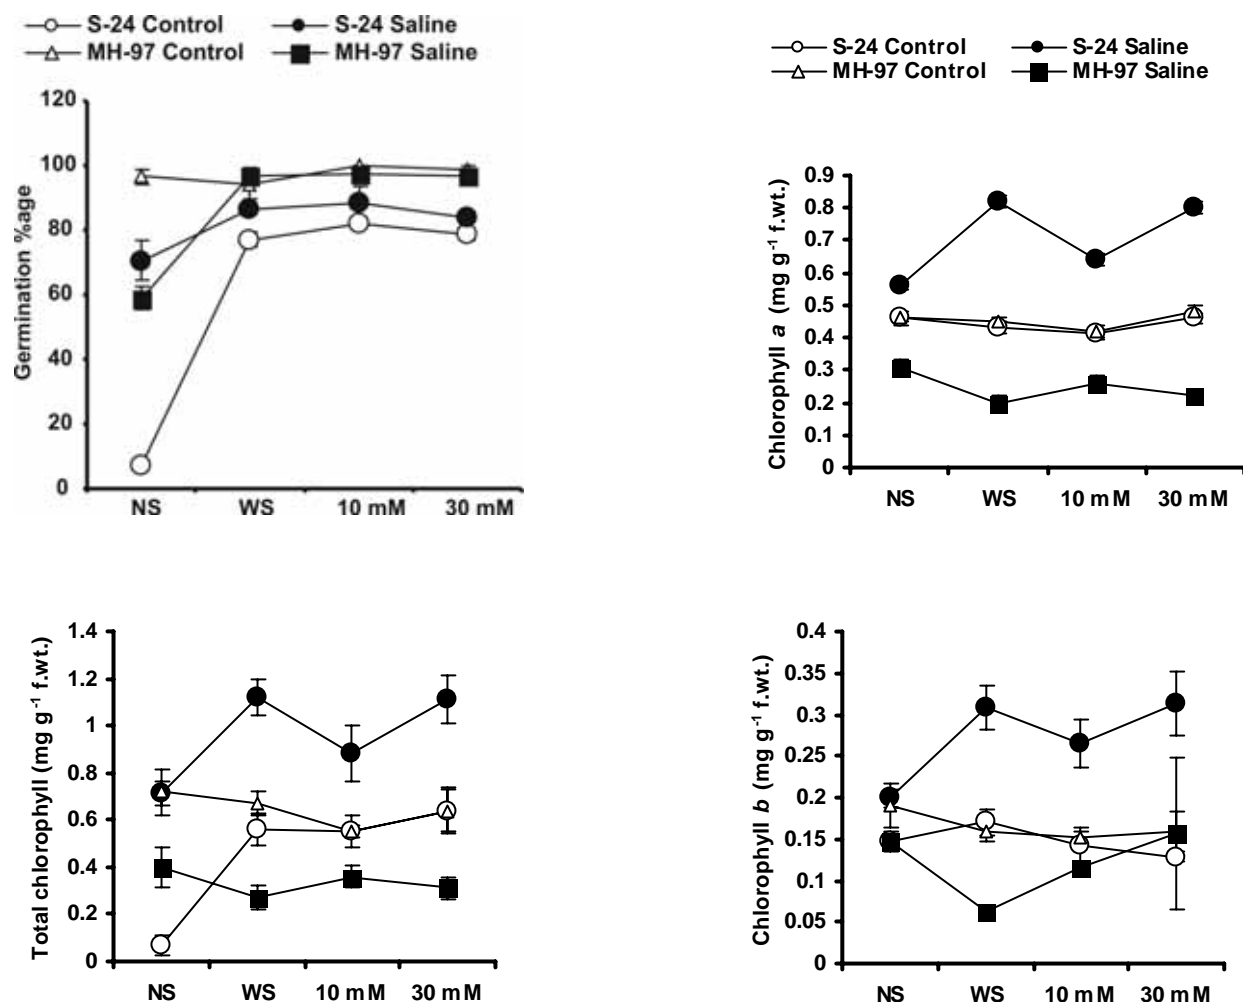 S-24 Control S-24 Saline
MH-97 Control MH-97 Saline
120
100
80
60
40
20
0
Germination %age
NS WS 10 mM 30 mM
S-24 Control S-24 Saline
MH-97 Control MH-97 Saline
0.9
0.8
0.7
0.6
0.5
0.4
0.3
0.2
0.1
0
Chlorophyll a (mg g-1 f.wt.)
NS WS 10 mM 30 mM
1.4
1.2
1
0.8
0.6
0.4
0.2
0
Total chlorophyll (mg g-1 f.wt.)
NS WS 10 mM 30 mM
0.4
0.35
0.3
0.25
0.2
0.15
0.1
0.05
0
Chlorophyll b (mg g-1 f.wt.)
NS WS 10 mM 30 mM